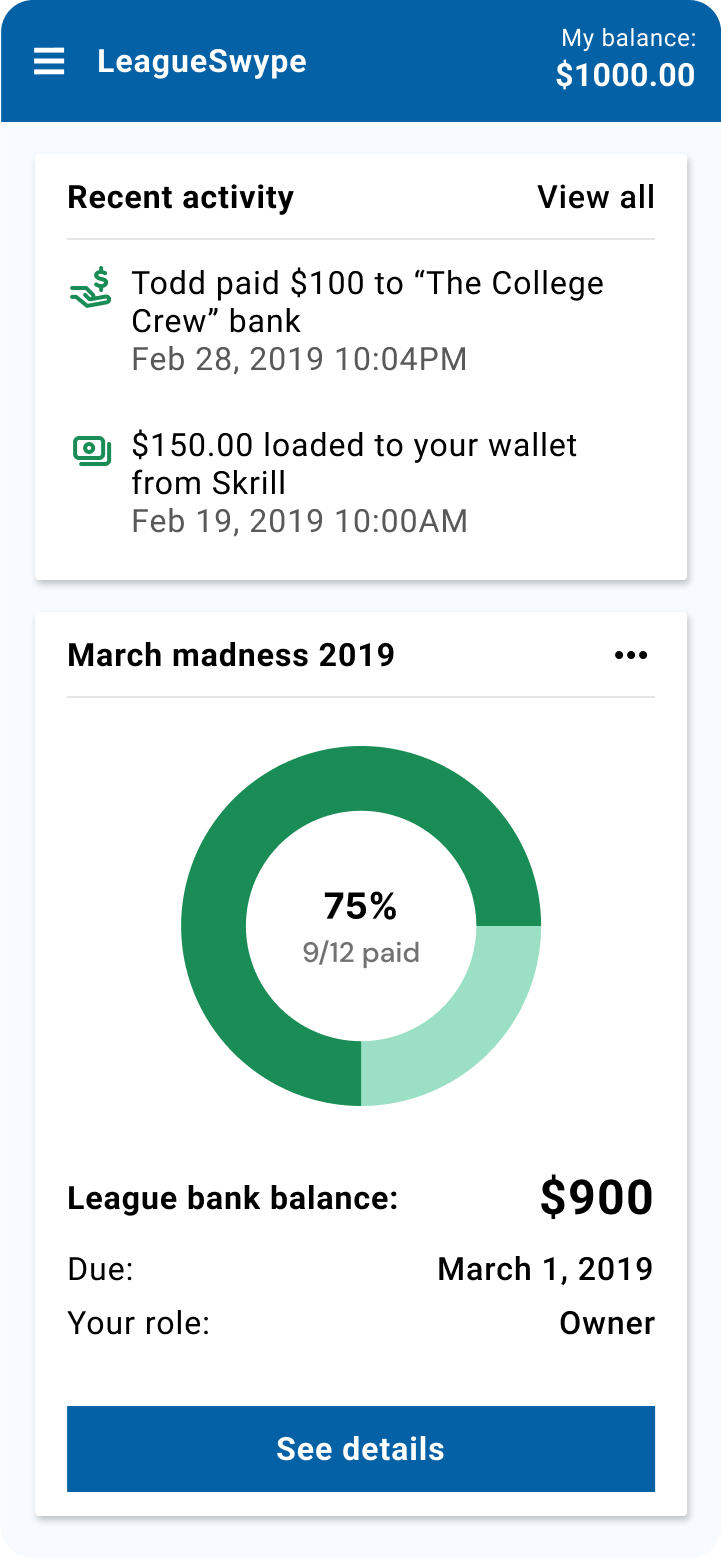 LeagueSwype
My balance:
$1000.00
Recent activity
View all
Todd paid $100 to “The College
Crew” bank
Feb 28, 2019 10:04PM
$150.00 loaded to your wallet
from Skrill
Feb 19, 2019 10:00AM
March madness 2019
75%
9/12 paid
League bank balance:
$900
Due:
March 1, 2019
Your role:
Owner
See details